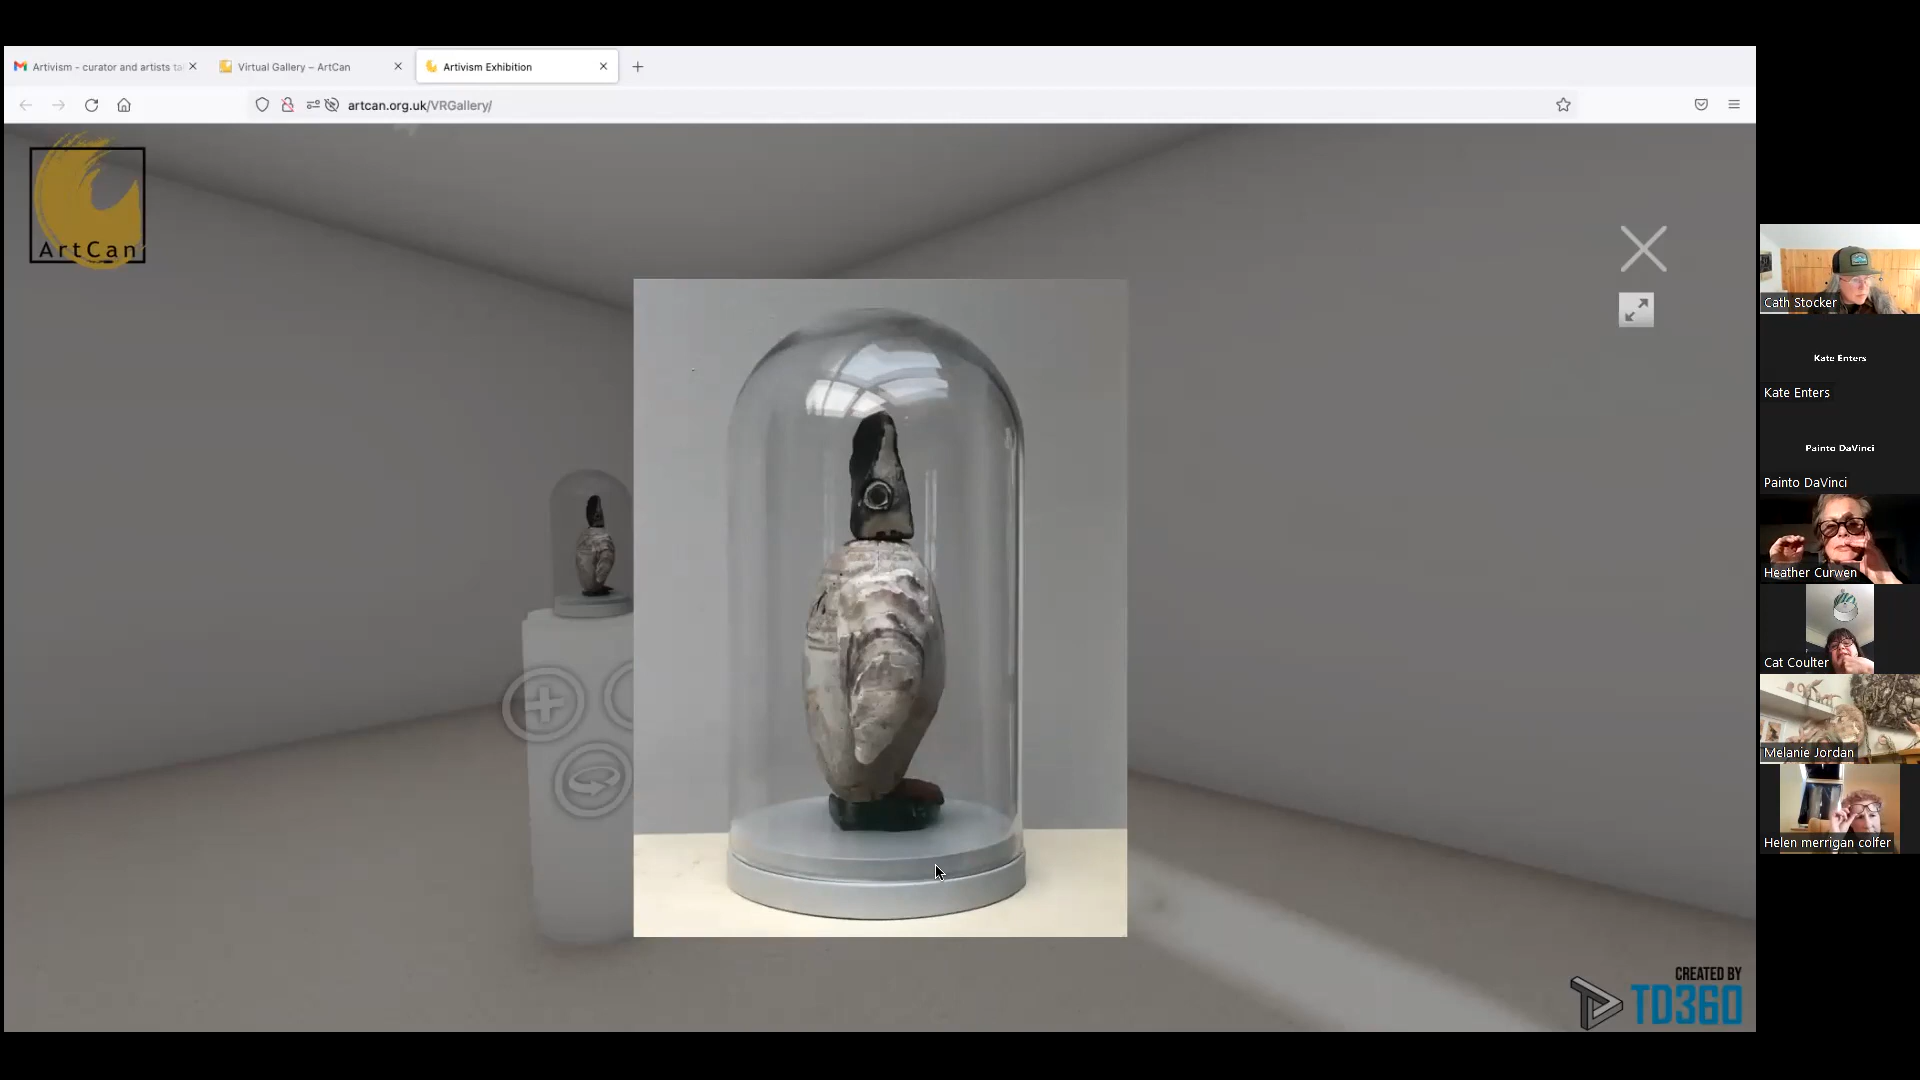 Artivism - curator and artists ta
Virtual Gallery – ArtCan
Artivism Exhibition
artcan.org.uk/VRGallery/
ArtCan
Cath Stocker
Kate Enters
Kate Enters
Painto DaVinci
Painto DaVinci
Heather Curwen
Cat Coulter
Melanie Jordan
Helen merrigan colfer
CREATED BY
TD360